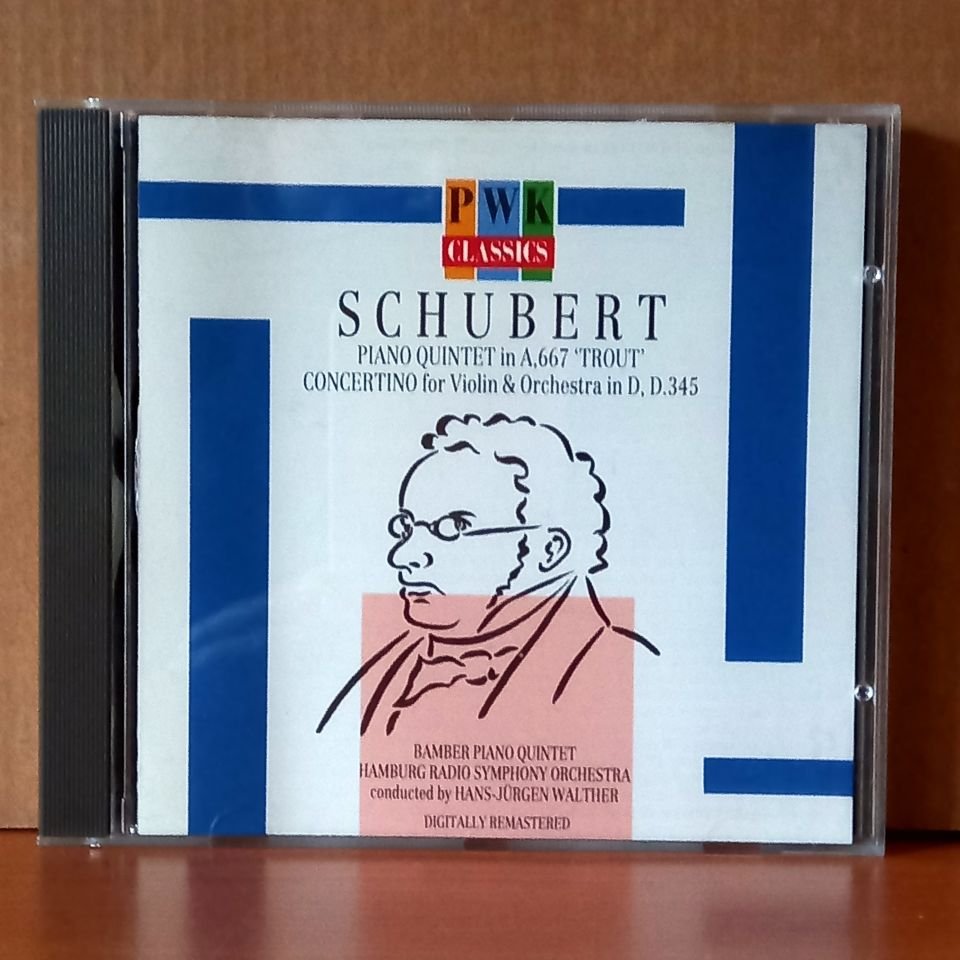 PWK
CLASSICS
SCHUBERT
PIANO QUINTET in A,667 ‘TROUT’
CONCERTINO for Violin & Orchestra in D, D.345
BAMBER PIANO QUINTET
HAMBURG RADIO SYMPHONY ORCHESTRA
conducted by HANS-JÜRGEN WALTHER
DIGITALLY REMASTERED